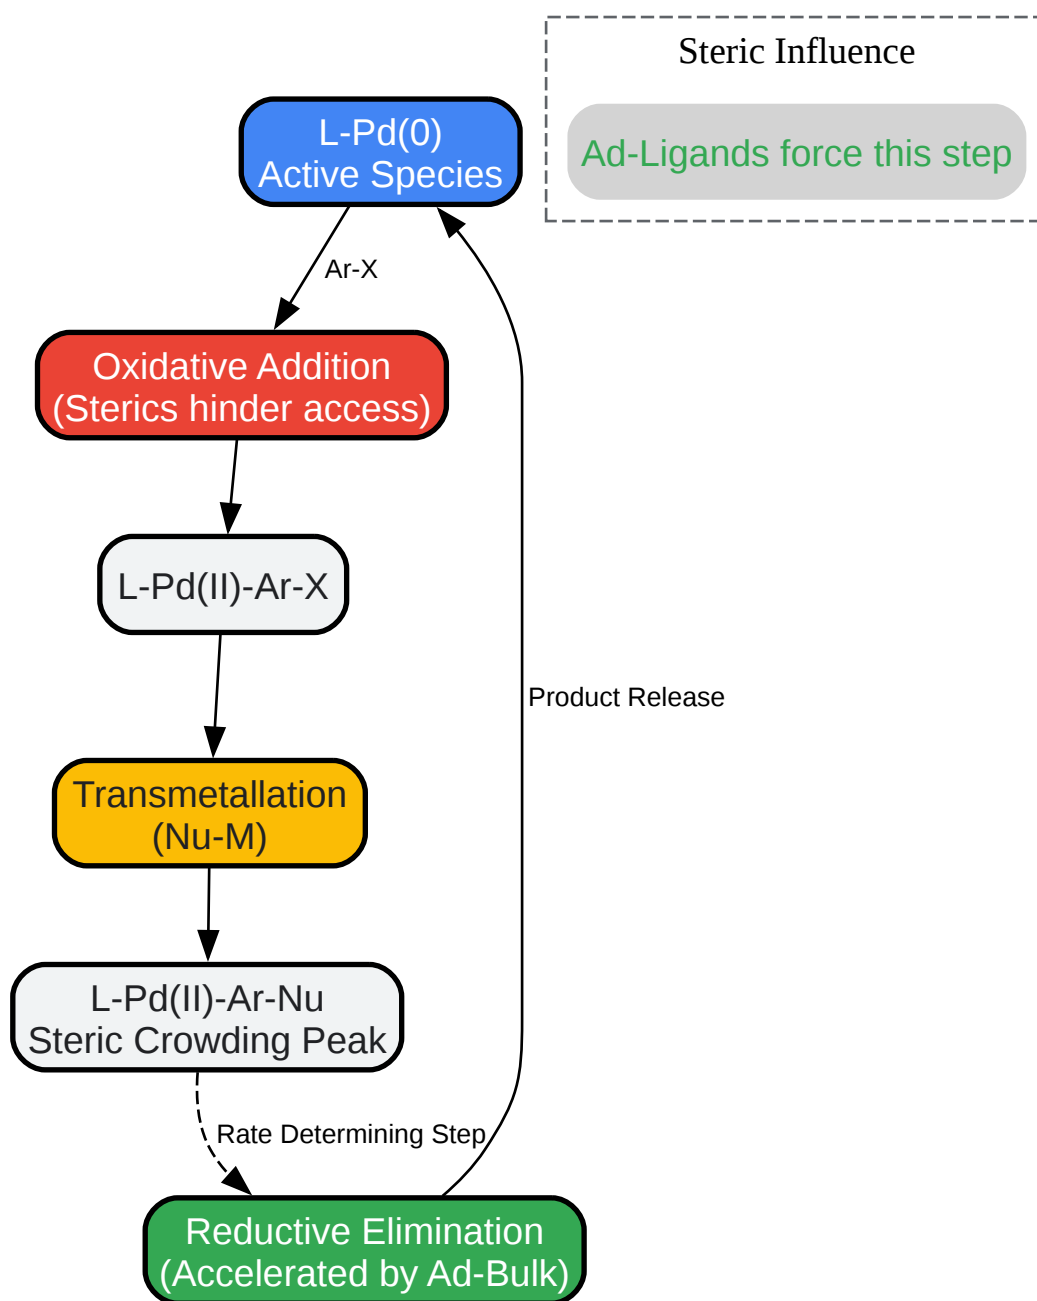 Steric Influence
Ad-Ligands force this step
L-Pd(0)
Active Species
Ar-X
Oxidative Addition
(Sterics hinder access)
L-Pd(II)-Ar-X
Product Release
Transmetallation
(Nu-M)
L-Pd(II)-Ar-Nu
Steric Crowding Peak
Rate Determining Step
Reductive Elimination
(Accelerated by Ad-Bulk)